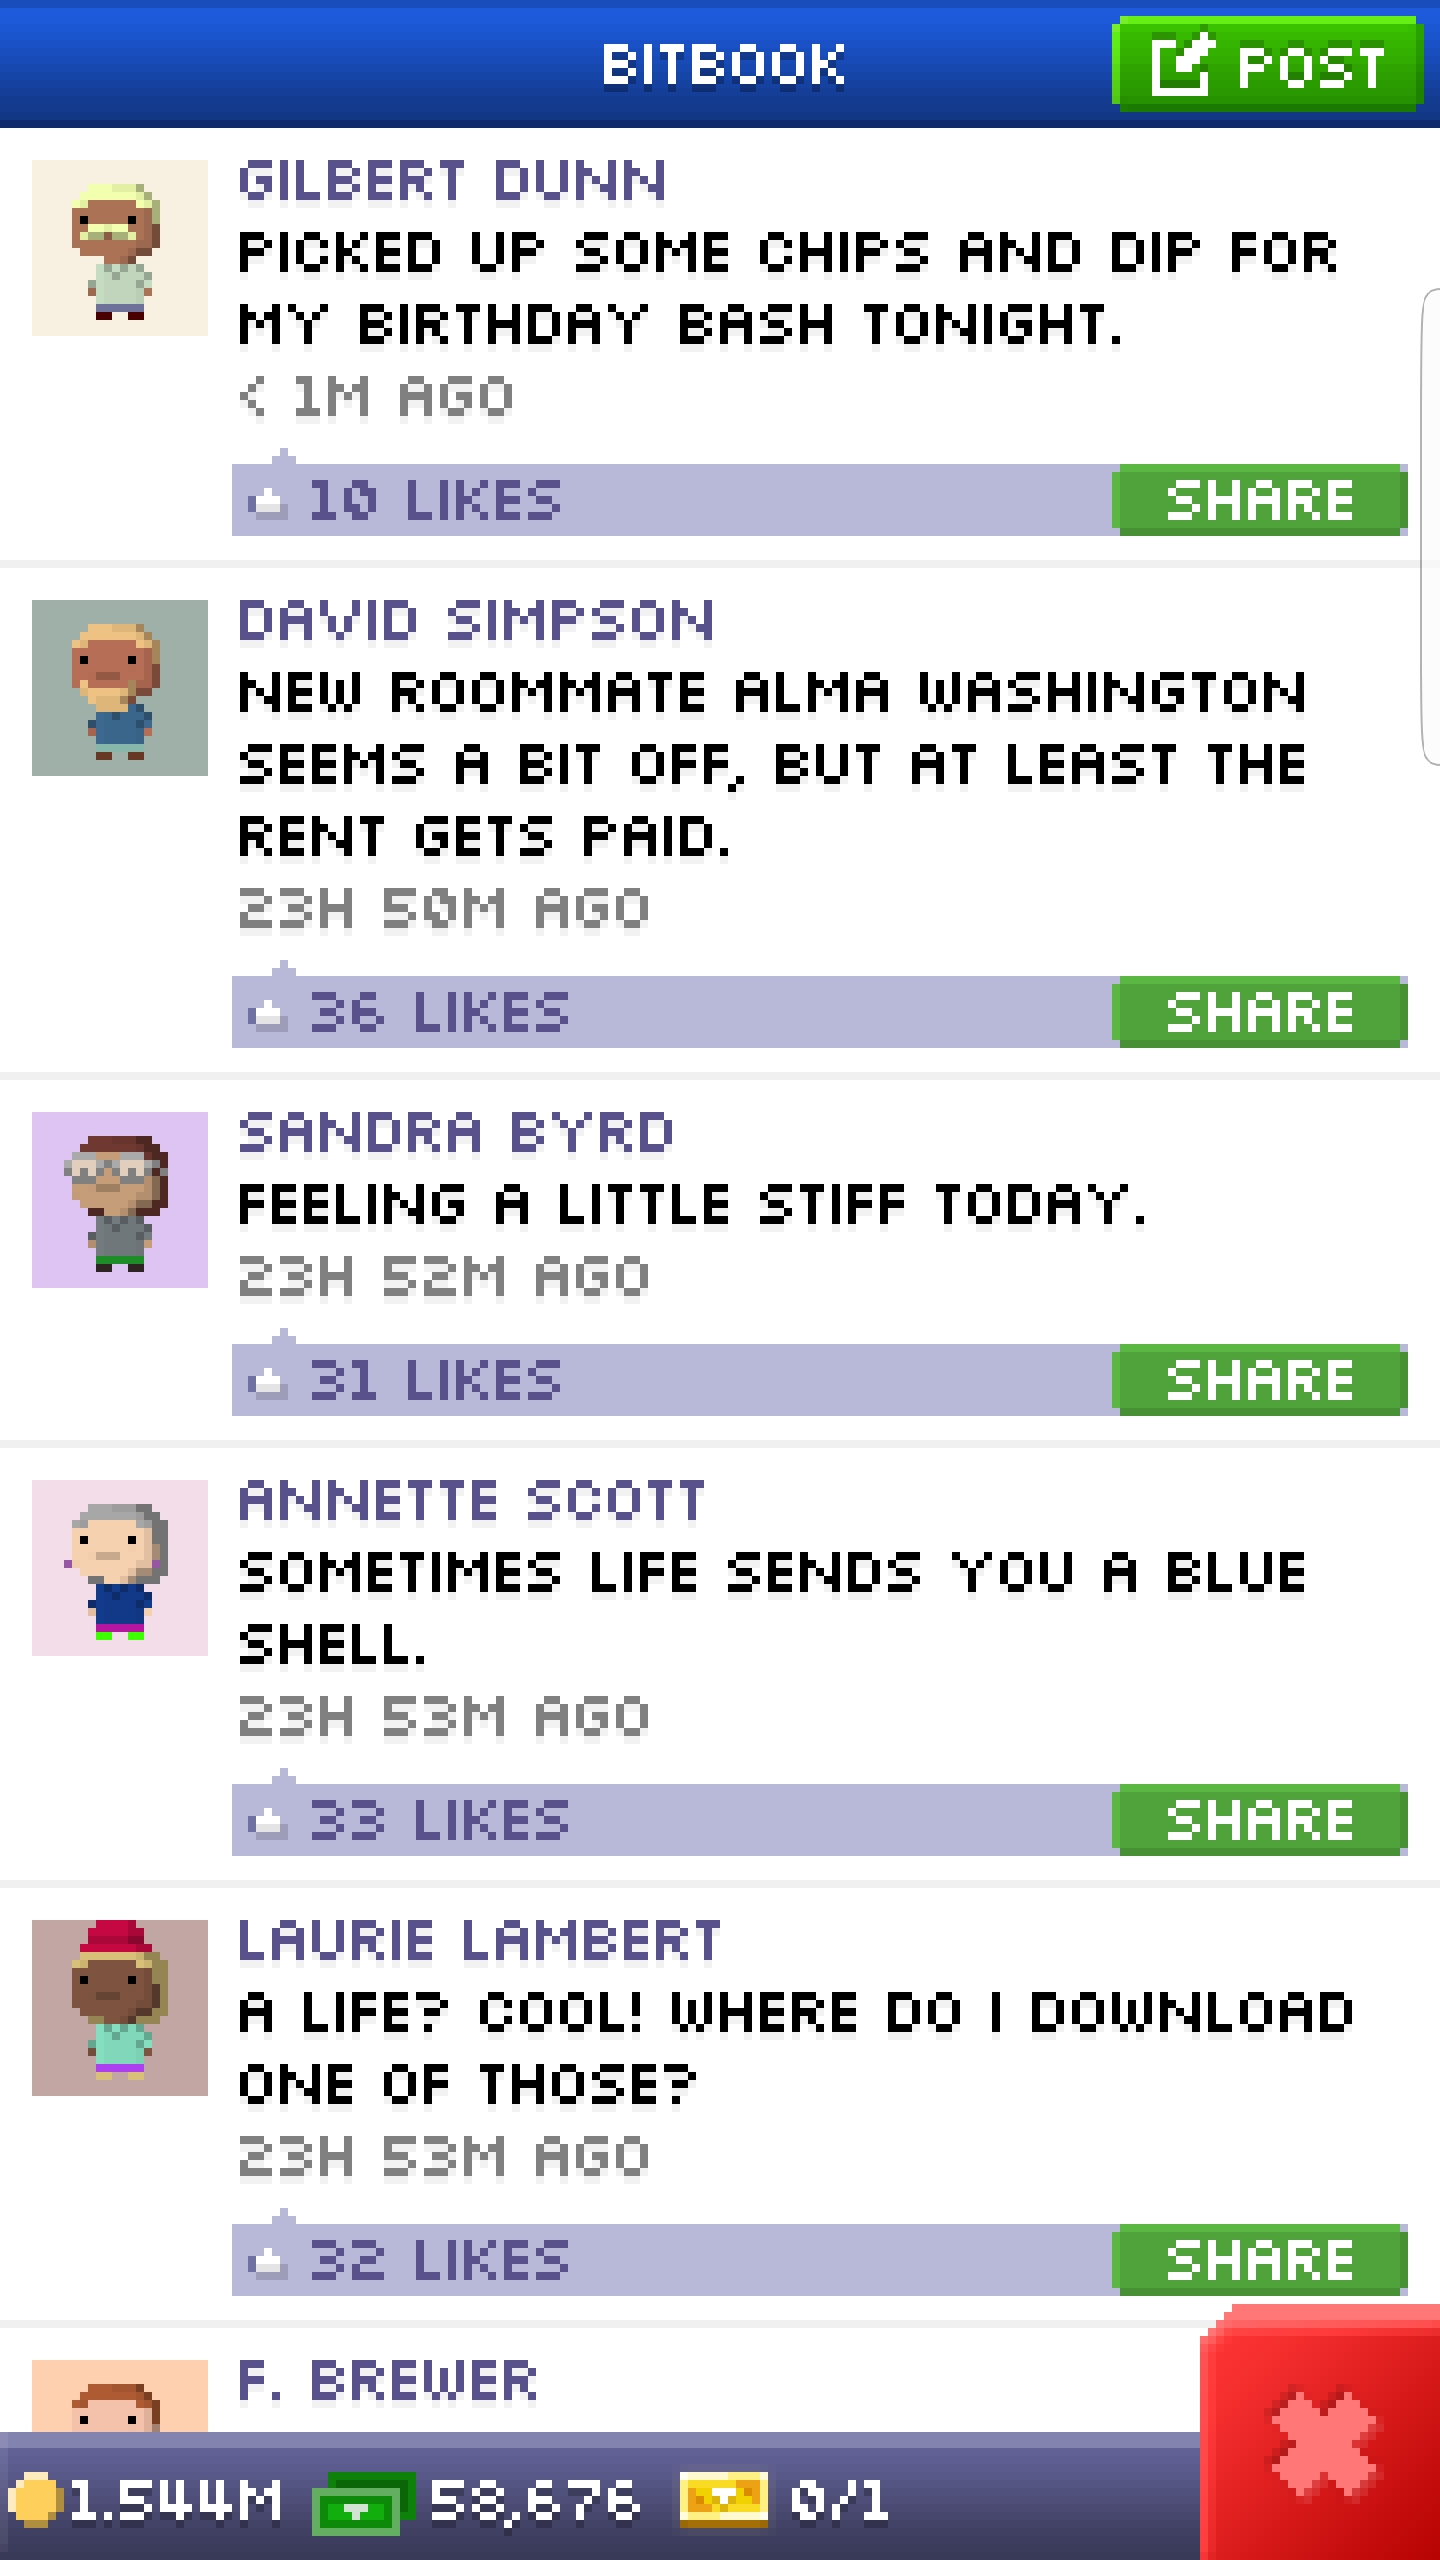 BITBOOK
POST
GILBERT DUNN
PICKED UP SOME CHIPS AND DIP FOR
MY BIRTHDAY BASH TONIGHT.
< 1M AGO
10 LIKES
SHARE
DAVID SIMPSON
NEW ROOMMATE ALMA WASHINGTON
SEEMS A BIT OFF, BUT AT LEAST THE
RENT GETS PAID.
23H 50M AGO
36 LIKES
SHARE
SANDRA BYRD
FEELING A LITTLE STIFF TODAY.
23H 52M AGO
31 LIKES
SHARE
ANNETTE SCOTT
SOMETIMES LIFE SENDS YOU A BLUE
SHELL.
23H 53M AGO
33 LIKES
SHARE
LAURIE LAMBERT
A LIFE? COOL! WHERE DO I DOWNLOAD
ONE OF THOSE?
23H 53M AGO
32 LIKES
SHARE
F. BREWER
1.544M 58,676 0/1